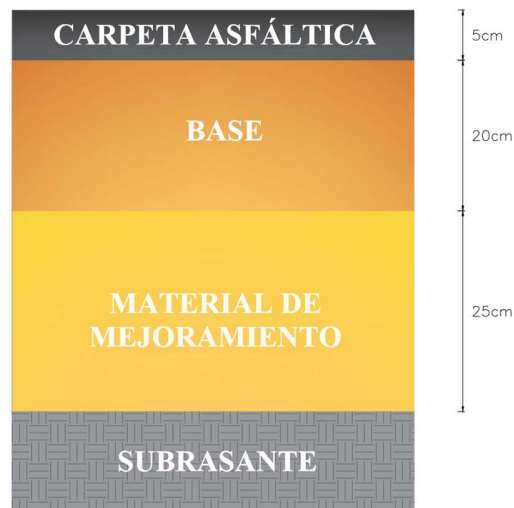 CARPETA ASFÁLTICA
5cm
BASE
20cm
MATERIAL DE
MEJORAMIENTO
25cm
SUBRASANTE